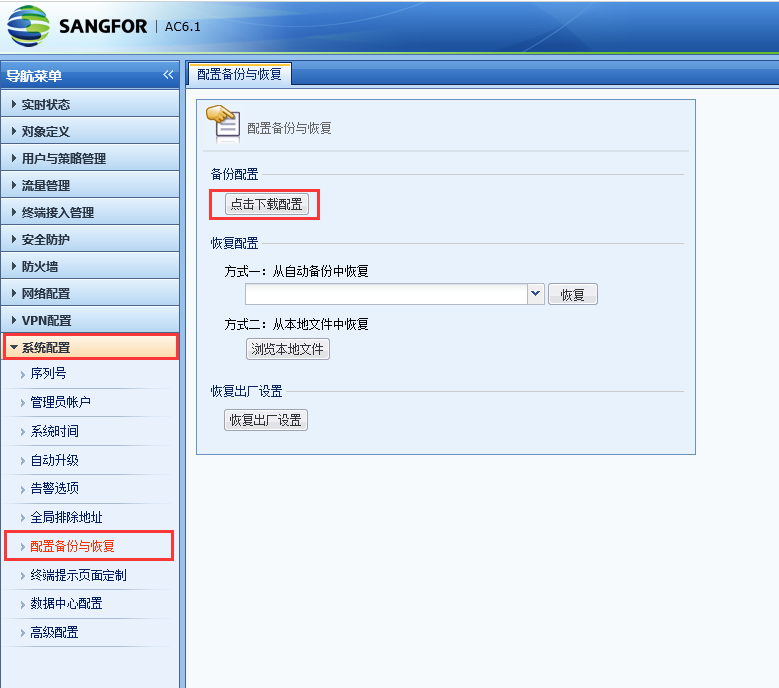 SANGFOR | AC6.1
导航菜单
实时状态
对象定义
用户与策略管理
流量管理
终端接入管理
安全防护
防火墙
网络配置
VPN配置
系统配置
序列号
管理员帐户
系统时间
自动升级
告警选项
全局排除地址
配置备份与恢复
终端提示页面定制
数据中心配置
高级配置
配置备份与恢复
配置备份与恢复
备份配置
点击下载配置
恢复配置
方式一：从自动备份中恢复
恢复
方式二：从本地文件中恢复
浏览本地文件
恢复出厂设置
恢复出厂设置